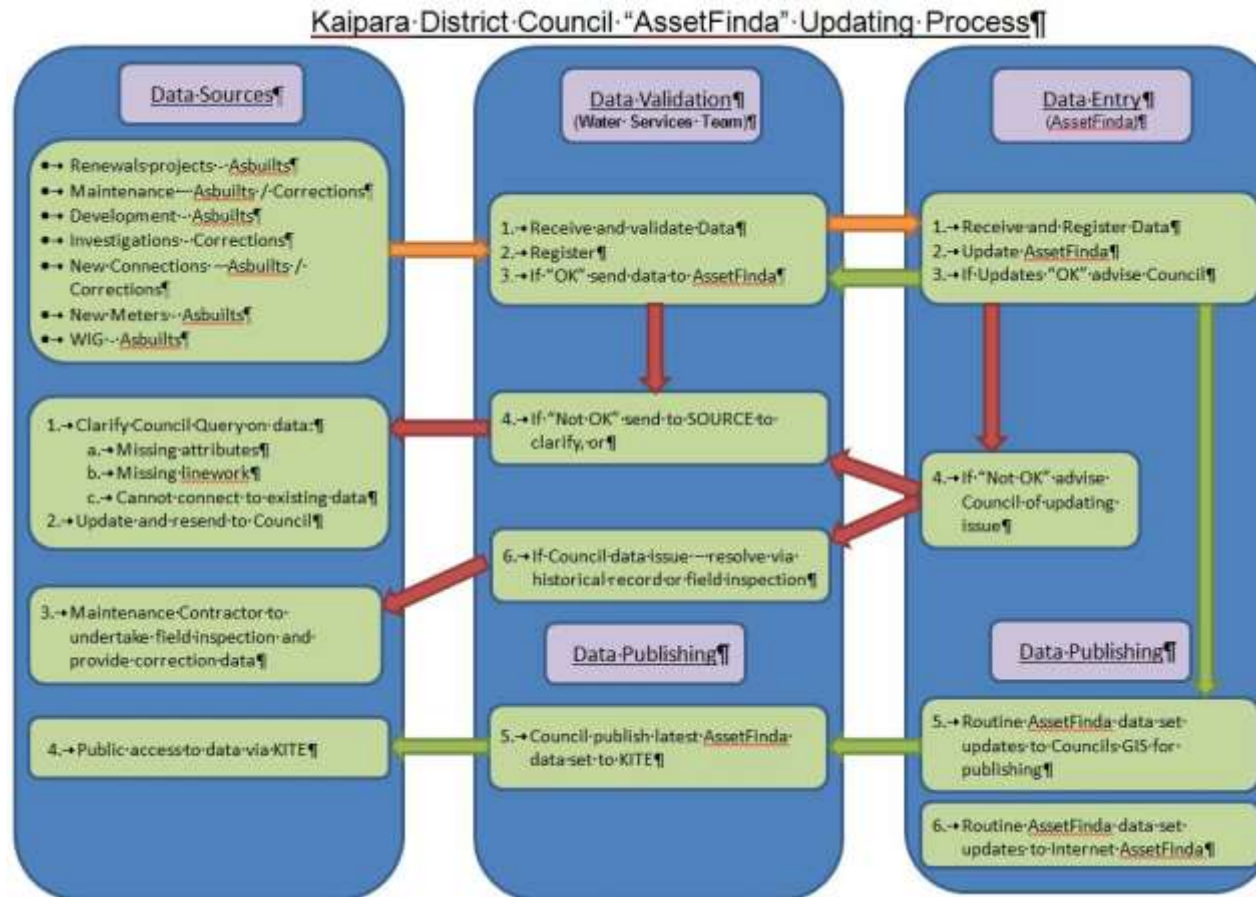 Kaipara·District·Council·“AssetFinda”·Updating·Process¶
Data·Sources¶
●→ Renewals·projects·-·Asbuilts¶
●→ Maintenance·–·Asbuilts·/·Corrections¶
●→ Development·-·Asbuilts¶
●→ Investigations·-·Corrections¶
●→ New·Connections·–·Asbuilts·/·
Corrections¶
●→ New·Meters·-·Asbuilts¶
●→ WIG·-·Asbuilts¶
1.→Clarify·Council·Query·on·data:¶
a.→Missing·attributes¶
b.→Missing·linework¶
c.→Cannot·connect·to·existing·data¶
2.→Update·and·resend·to·Council¶
3.→Maintenance·Contractor·to·
undertake·field·inspection·and·
provide·correction·data¶
4.→Public·access·to·data·via·KITE¶
Data·Validation¶
(Water·Services·Team)¶
1.→Receive·and·validate·Data¶
2.→Register¶
3.→If·“OK”·send·data·to·AssetFinda¶
4.→If·“Not·OK”·send·to·SOURCE·to·
clarify,·or¶
6.→If·Council·data·issue·–·resolve·via·
historical·record·or·field·inspection¶
Data·Publishing¶
5.→Council·publish·latest·AssetFinda·
data·set·to·KITE¶
Data·Entry¶
(AssetFinda)¶
1.→Receive·and·Register·Data¶
2.→Update·AssetFinda¶
3.→If·Updates·“OK”·advise·Council¶
4.→If·“Not·OK”·advise·
Council·of·updating·
issue¶
Data·Publishing¶
5.→Routine·AssetFinda·data·set·
updates·to·Councils·GIS·for·
publishing¶
6.→Routine·AssetFinda·data·set·
updates·to·Internet·AssetFinda¶